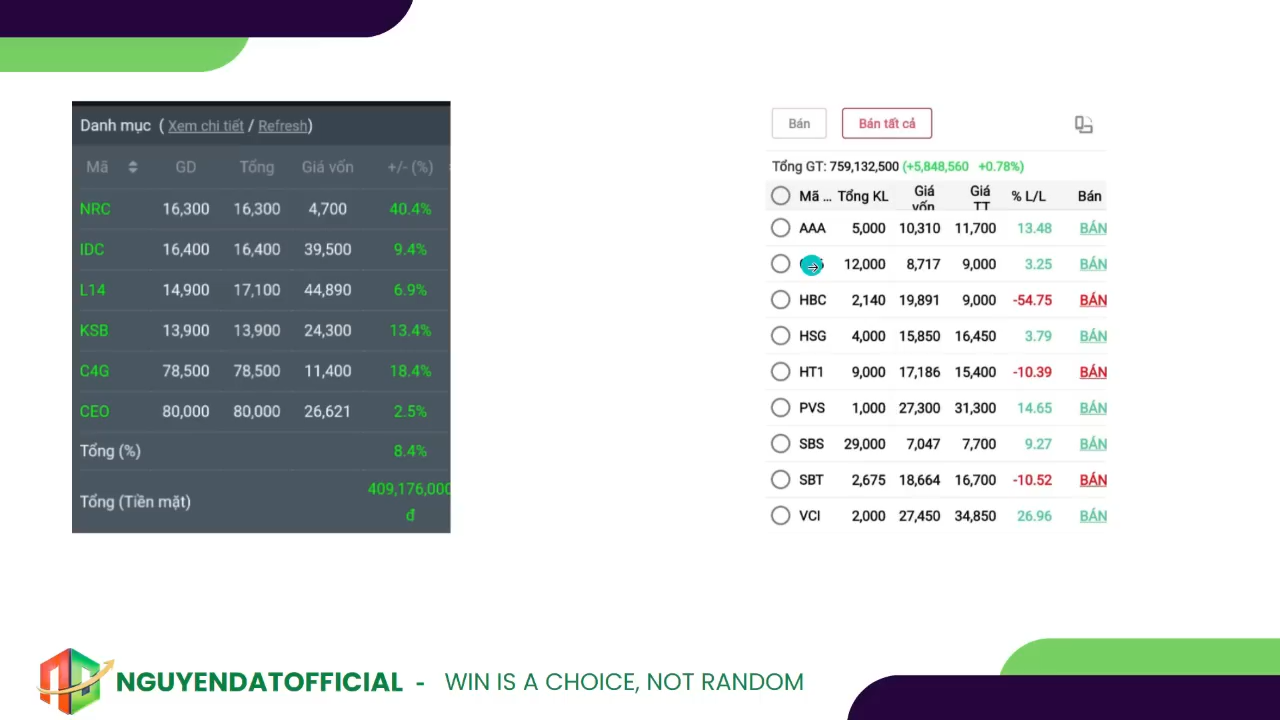 Danh mục ( Xem chi tiết / Refresh)
Mã GD Tổng Giá vốn +/- (%)
NRC 16,300 16,300 4,700 40.4%
IDC 16,400 16,400 39,500 9.4%
L14 14,900 17,100 44,890 6.9%
KSB 13,900 13,900 24,300 13.4%
C4G 78,500 78,500 11,400 18.4%
CEO 80,000 80,000 26,621 2.5%
Tổng (%) 8.4%
Tổng (Tiền mặt) 409,176,000
đ
Bán Bán tất cả
Tổng GT: 759,132,500 (+5,848,560 +0.78%)
Mã ... Tổng KL Giá vốn Giá TT % L/L Bán
AAA 5,000 10,310 11,700 13.48 BÁN
12,000 8,717 9,000 3.25 BÁN
HBC 2,140 19,891 9,000 -54.75 BÁN
HSG 4,000 15,850 16,450 3.79 BÁN
HT1 9,000 17,186 15,400 -10.39 BÁN
PVS 1,000 27,300 31,300 14.65 BÁN
SBS 29,000 7,047 7,700 9.27 BÁN
SBT 2,675 18,664 16,700 -10.52 BÁN
VCI 2,000 27,450 34,850 26.96 BÁN
NGUYENDATOFFICIAL - WIN IS A CHOICE, NOT RANDOM